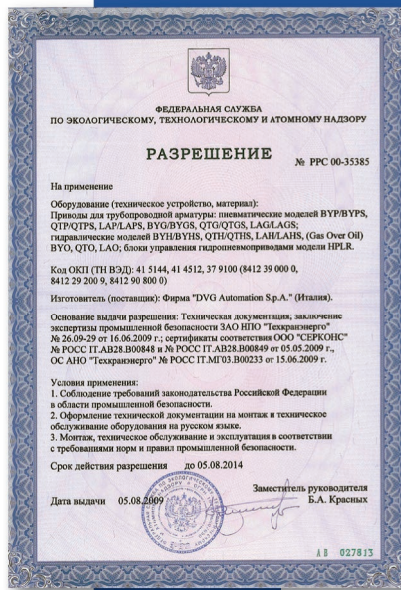 ФЕДЕРАЛЬНАЯ СЛУЖБА
ПО ЭКОЛОГИЧЕСКОМУ, ТЕХНОЛОГИЧЕСКОМУ И АТОМНОМУ НАДЗОРУ
РАЗРЕШЕНИЕ
№ РРС 00-35385
На применение
Оборудование (техническое устройство, материал):
Приводы для трубопроводной арматуры: пневматические моделей BYP/BYPS,
QTP/QTPS, LAP/LAPS, BYG/BYGS, QTG/QTGS, LAG/LAGS;
гидравлические моделей BYH/BYHS, QTH/QTHS, LAH/LAHS, (Gas Over Oil)
BYO, QTO, LAO; блоки управления гидропневмоприводами модели HPLR.
Код ОКП (ТН ВЭД): 41 5144, 41 4512, 37 9100 (8412 39 000 0,
8412 29 200 9, 8412 90 800 0)
Изготовитель (поставщик): Фирма "DVG Automation S.p.A." (Италия).
Основание выдачи разрешения: Техническая документация, заключение
экспертизы промышленной безопасности ЗАО НПО "Техкранэнерго"
№ 26.09-29 от 16.06.2009 г.; сертификаты соответствия ООО "СЕРКОНС"
№ РОСС IT.АВ28.В00848 и № РОСС IT.АВ28.В00849 от 05.05.2009 г.,
ОС АНО "Техкранэнерго" № РОСС IT.МГ03.В00233 от 15.06.2009 г.
Условия применения:
1. Соблюдение требований законодательства Российской Федерации
в области промышленной безопасности.
2. Оформление технической документации на монтаж и техническое
обслуживание оборудования на русском языке.
3. Монтаж, техническое обслуживание и эксплуатация в соответствии
с требованиями норм и правил промышленной безопасности.
Срок действия разрешения до 05.08.2014
Дата выдачи 05.08.2009
Заместитель руководителя
Б.А. Красных
АВ 027813